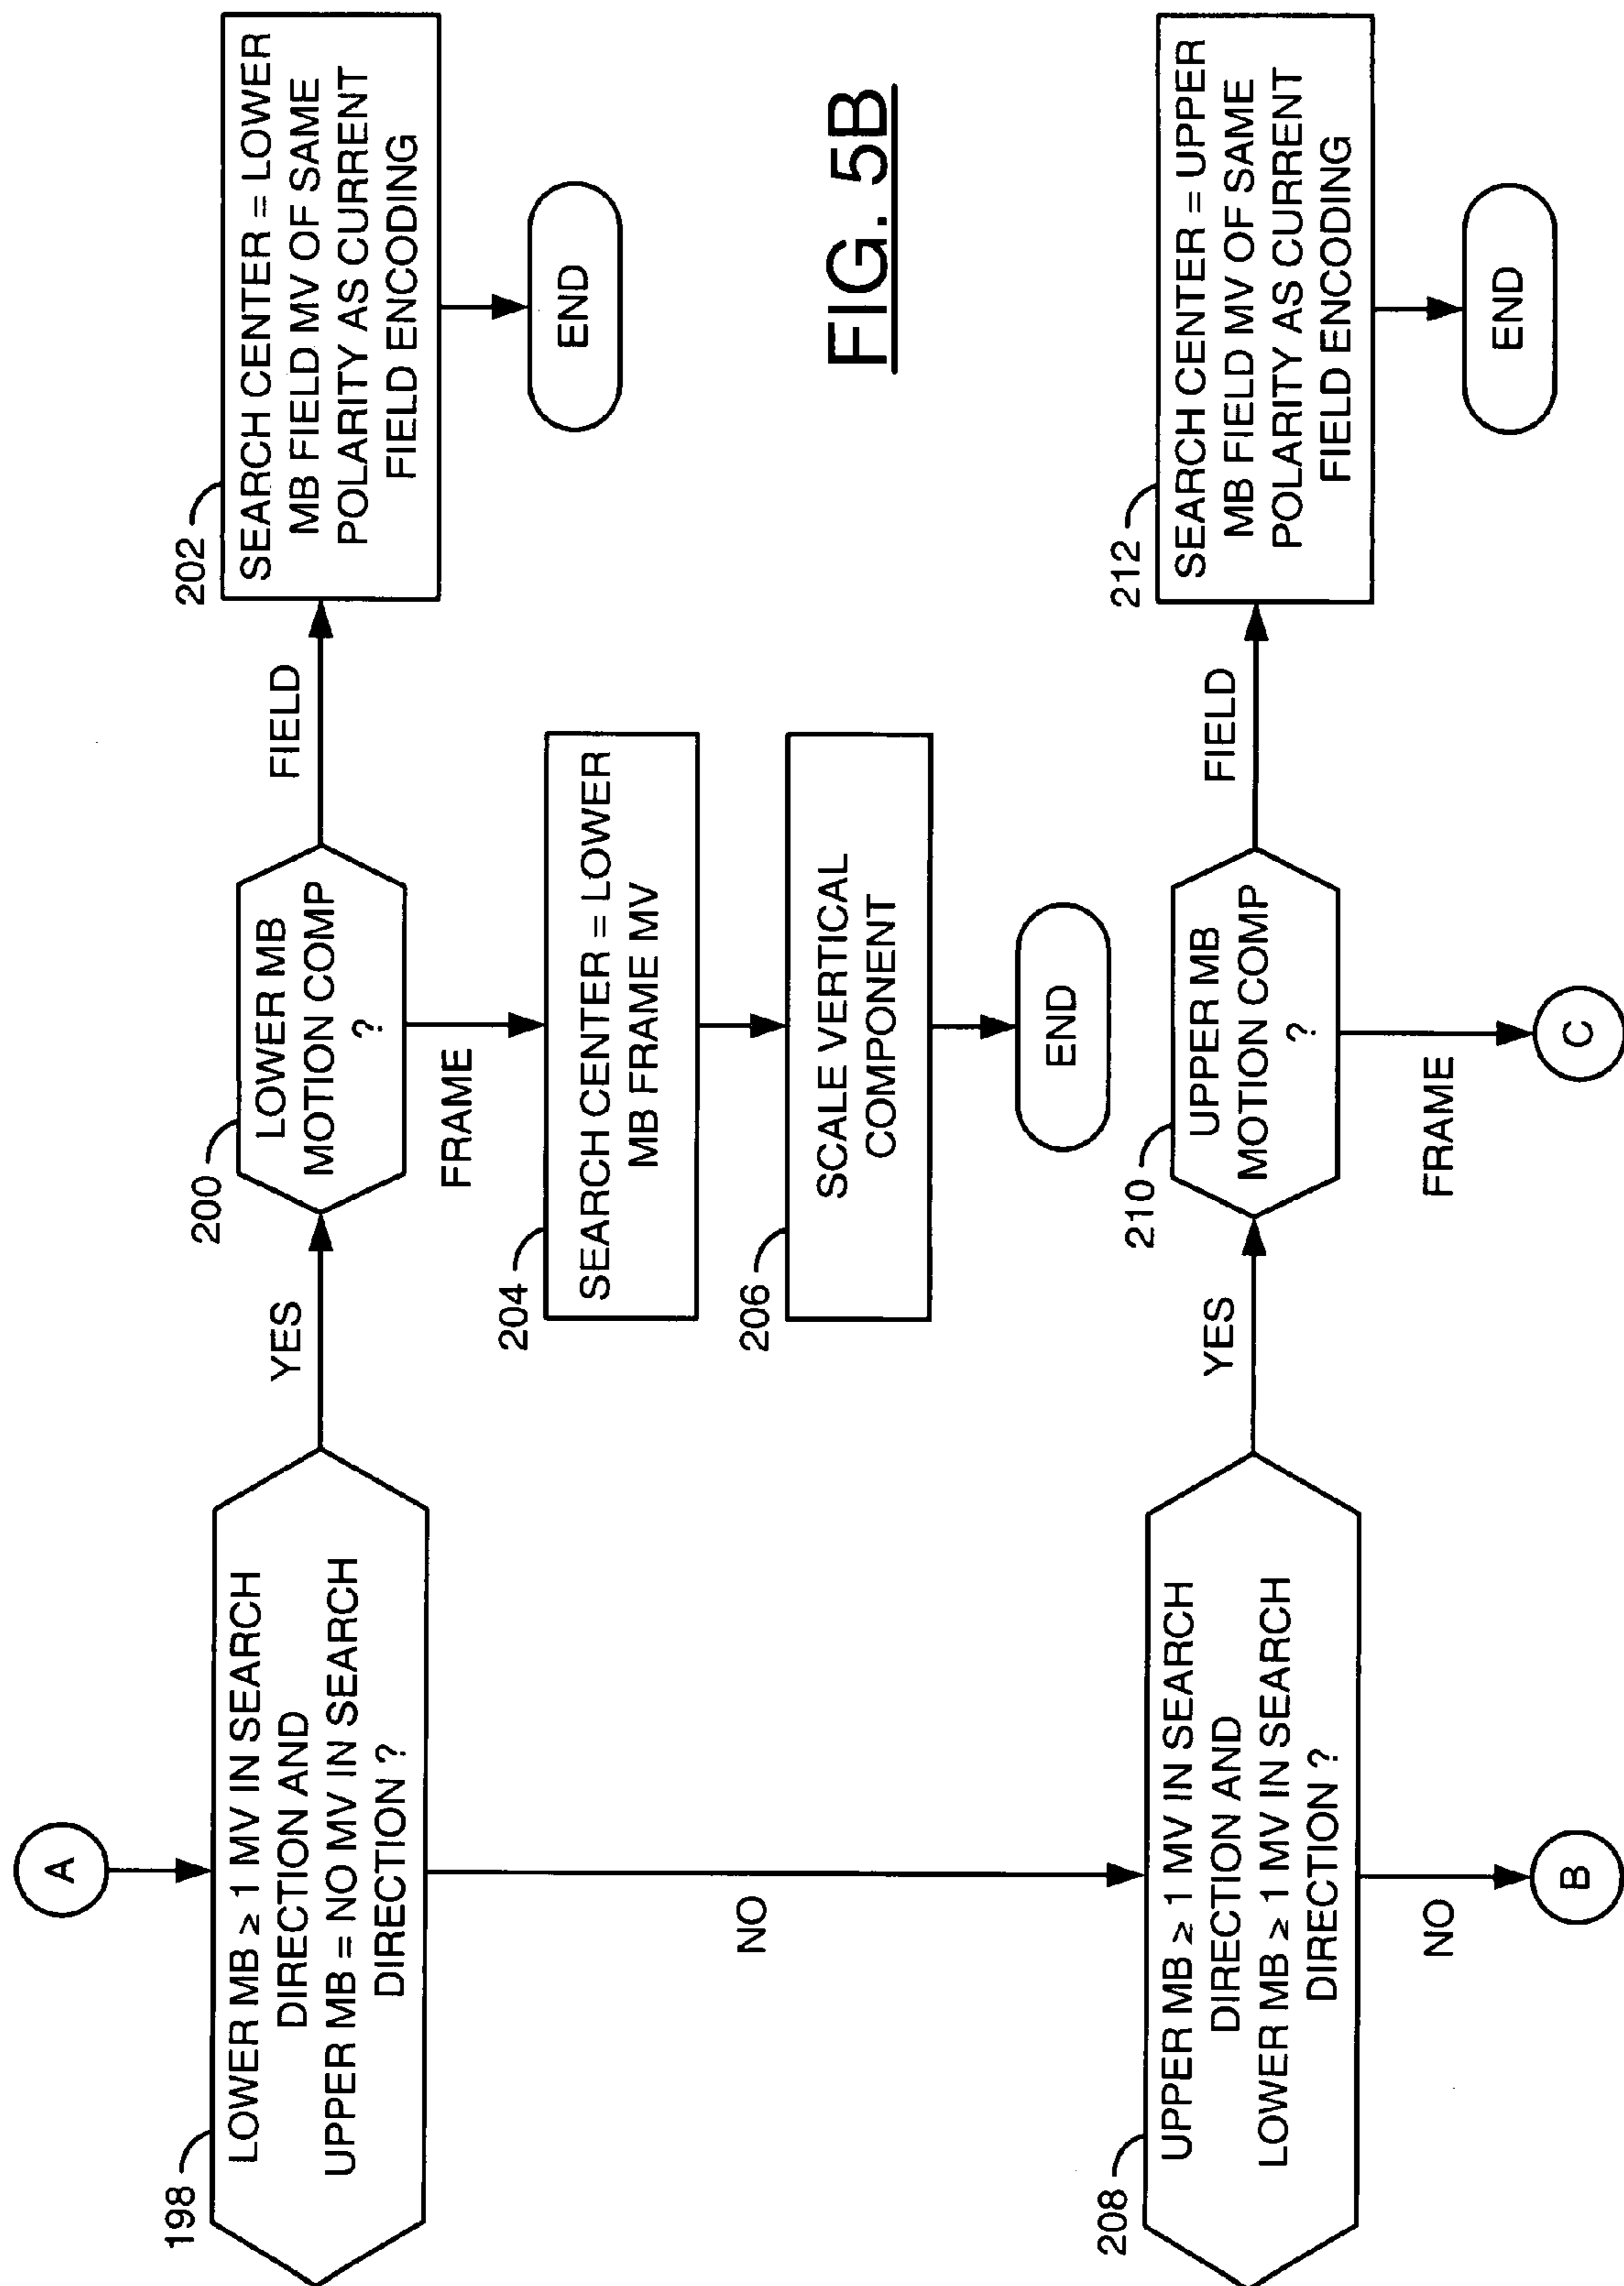 A
198
LOWER MB ≥ 1 MV IN SEARCH
DIRECTION AND
UPPER MB = NO MV IN SEARCH
DIRECTION ?
YES
200
LOWER MB
MOTION COMP
?
FIELD
202
SEARCH CENTER = LOWER
MB FIELD MV OF SAME
POLARITY AS CURRENT
FIELD ENCODING
END
FRAME
204
SEARCH CENTER = LOWER
MB FRAME MV
206
SCALE VERTICAL
COMPONENT
END
NO
FIG. 5B
208
UPPER MB ≥ 1 MV IN SEARCH
DIRECTION AND
LOWER MB ≥ 1 MV IN SEARCH
DIRECTION ?
YES
210
UPPER MB
MOTION COMP
?
FIELD
212
SEARCH CENTER = UPPER
MB FIELD MV OF SAME
POLARITY AS CURRENT
FIELD ENCODING
END
NO
B
FRAME
C